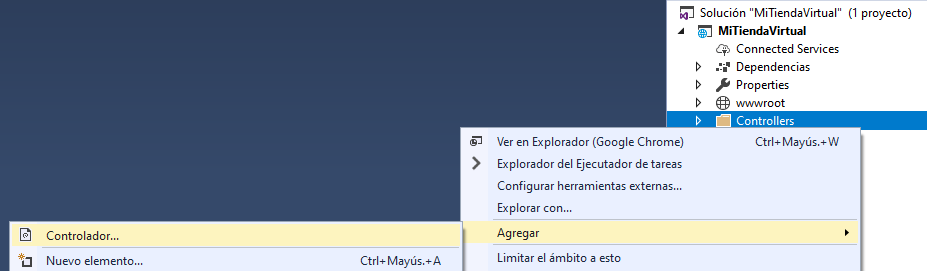 Solución "MiTiendaVirtual" (1 proyecto)
MiTiendaVirtual
Connected Services
Dependencias
Properties
wwwroot
Controllers
Ver en Explorador (Google Chrome) Ctrl+Mayús.+W
Explorador del Ejecutador de tareas
Configurar herramientas externas...
Explorar con...
Agregar
Controlador...
Nuevo elemento... Ctrl+Mayús.+A
Limitar el ámbito a esto